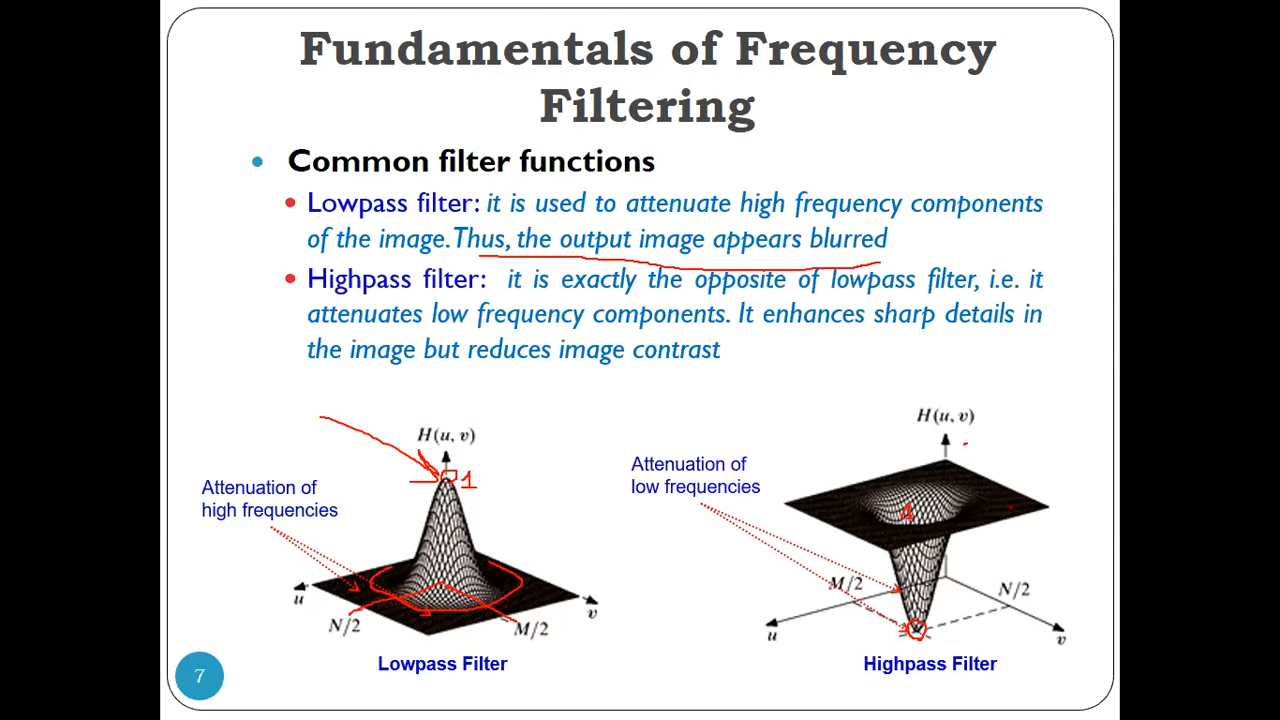 Fundamentals of Frequency
Filtering
• Common filter functions
• Lowpass filter: it is used to attenuate high frequency components
of the image. Thus, the output image appears blurred
• Highpass filter: it is exactly the opposite of lowpass filter, i.e. it
attenuates low frequency components. It enhances sharp details in
the image but reduces image contrast
H(u, v)
1
Attenuation of
high frequencies
u
N/2
M/2
v
Lowpass Filter
H(u, v)
Attenuation of
low frequencies
M/2
N/2
u
v
Highpass Filter
7